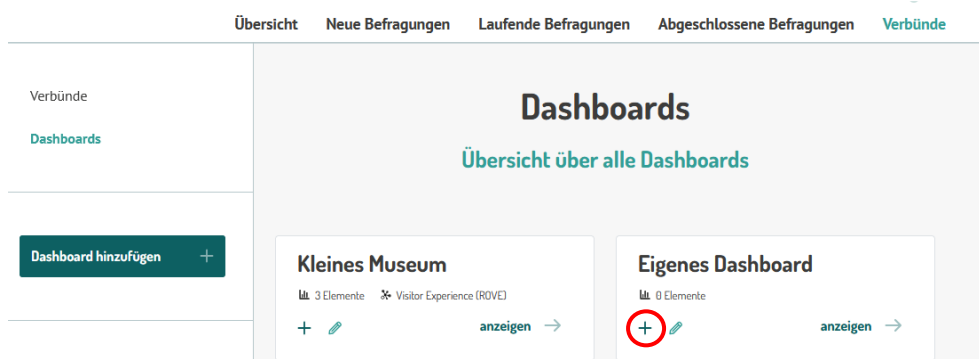 Übersicht Neue Befragungen Laufende Befragungen Abgeschlossene Befragungen Verbünde
Verbünde
Dashboards
Dashboard hinzufügen +
Dashboards
Übersicht über alle Dashboards
Kleines Museum
3 Elemente Visitor Experience (ROVE)
+ anzeigen →
Eigenes Dashboard
0 Elemente
+ anzeigen →